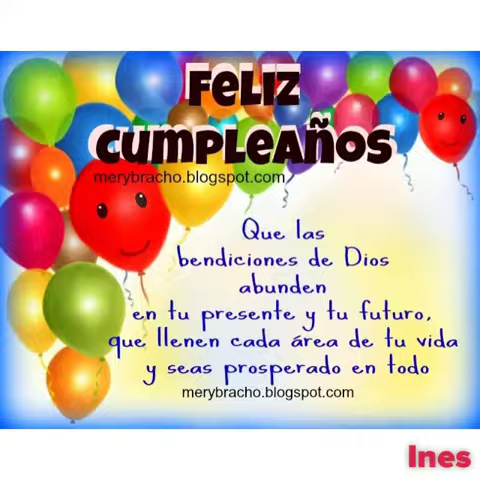 FELIZ
CUMPLEAÑOS
merybracho.blogspot.com
Que las
bendiciones de Dios
abunden
en tu presente y tu futuro,
que llenen cada área de tu vida
y seas prosperado en todo
merybracho.blogspot.com
Ines